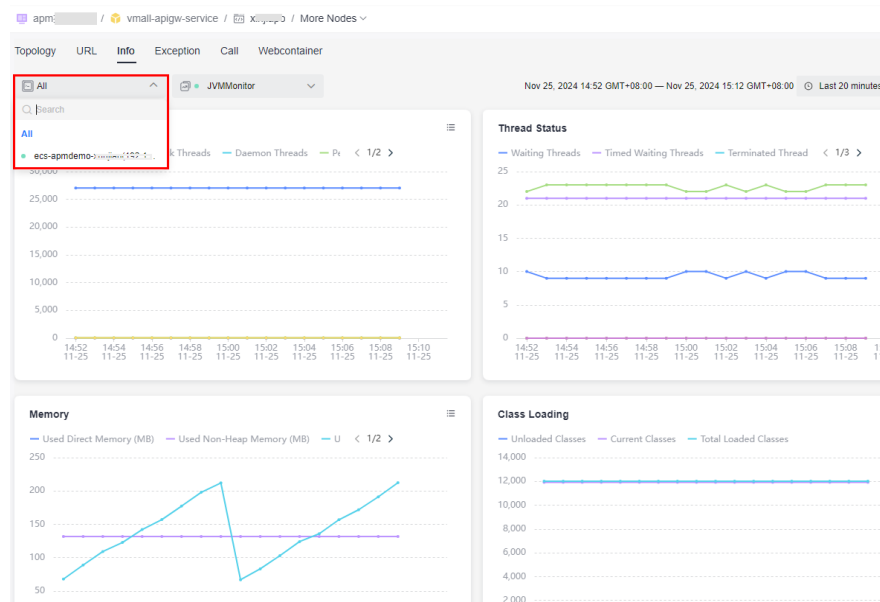 apm / vmall-apigw-service / / More Nodes
Topology URL Info Exception Call Webcontainer
All JVMMonitor Nov 25, 2024 14:52 GMT+08:00 — Nov 25, 2024 15:12 GMT+08:00 Last 20 minutes
Search
All
ecs-apmdemo-
Threads Daemon Threads 1/2
30,000
25,000
20,000
15,000
10,000
5,000
0
14:52 14:54 14:56 14:58 15:00 15:02 15:04 15:06 15:08 15:10
11-25 11-25 11-25 11-25 11-25 11-25 11-25 11-25 11-25 11-25
Thread Status
Waiting Threads Timed Waiting Threads Terminated Thread 1/3
25
20
15
10
5
0
14:52 14:54 14:56 14:58 15:00 15:02 15:04 15:06 15:08
11-25 11-25 11-25 11-25 11-25 11-25 11-25 11-25 11-25
Memory
Used Direct Memory (MB) Used Non-Heap Memory (MB) U 1/2
250
200
150
100
50
Class Loading
Unloaded Classes Current Classes Total Loaded Classes
14,000
12,000
10,000
8,000
6,000
4,000
2,000